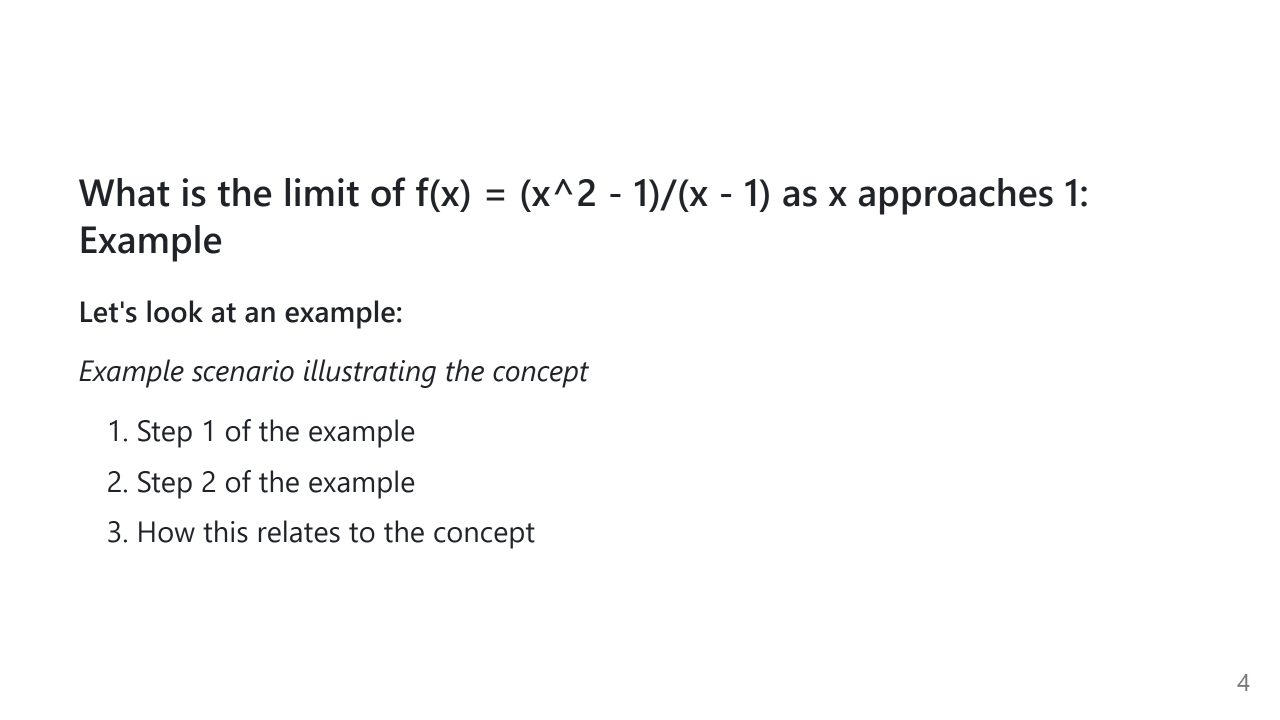 What is the limit of f(x) = (x^2 - 1)/(x - 1) as x approaches 1:
Example
Let's look at an example:
Example scenario illustrating the concept
1. Step 1 of the example
2. Step 2 of the example
3. How this relates to the concept
4